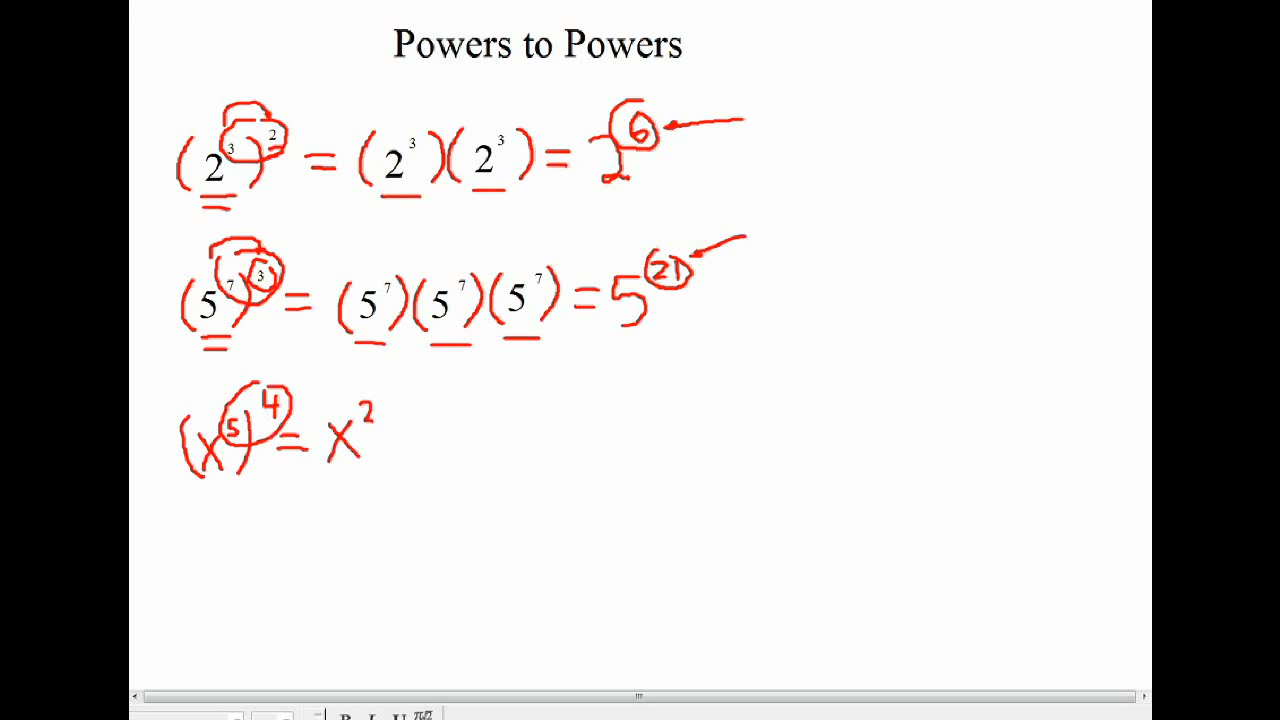 Powers to Powers
(2³)² = (2³)(2³) = 2⁶
(5⁷)³ = (5⁷)(5⁷)(5⁷) = 5²¹
(x⁵)⁴ = x²